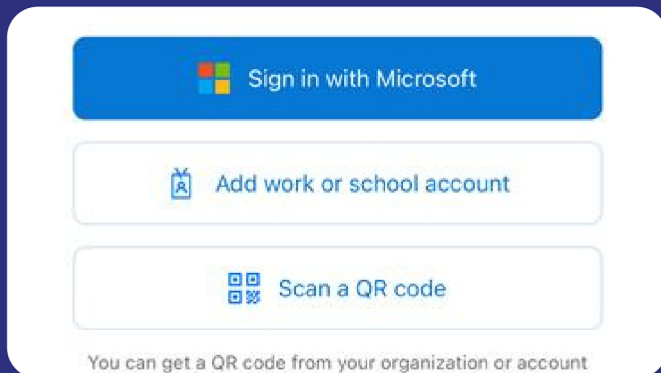 Sign in with Microsoft
Add work or school account
Scan a QR code
You can get a QR code from your organization or account